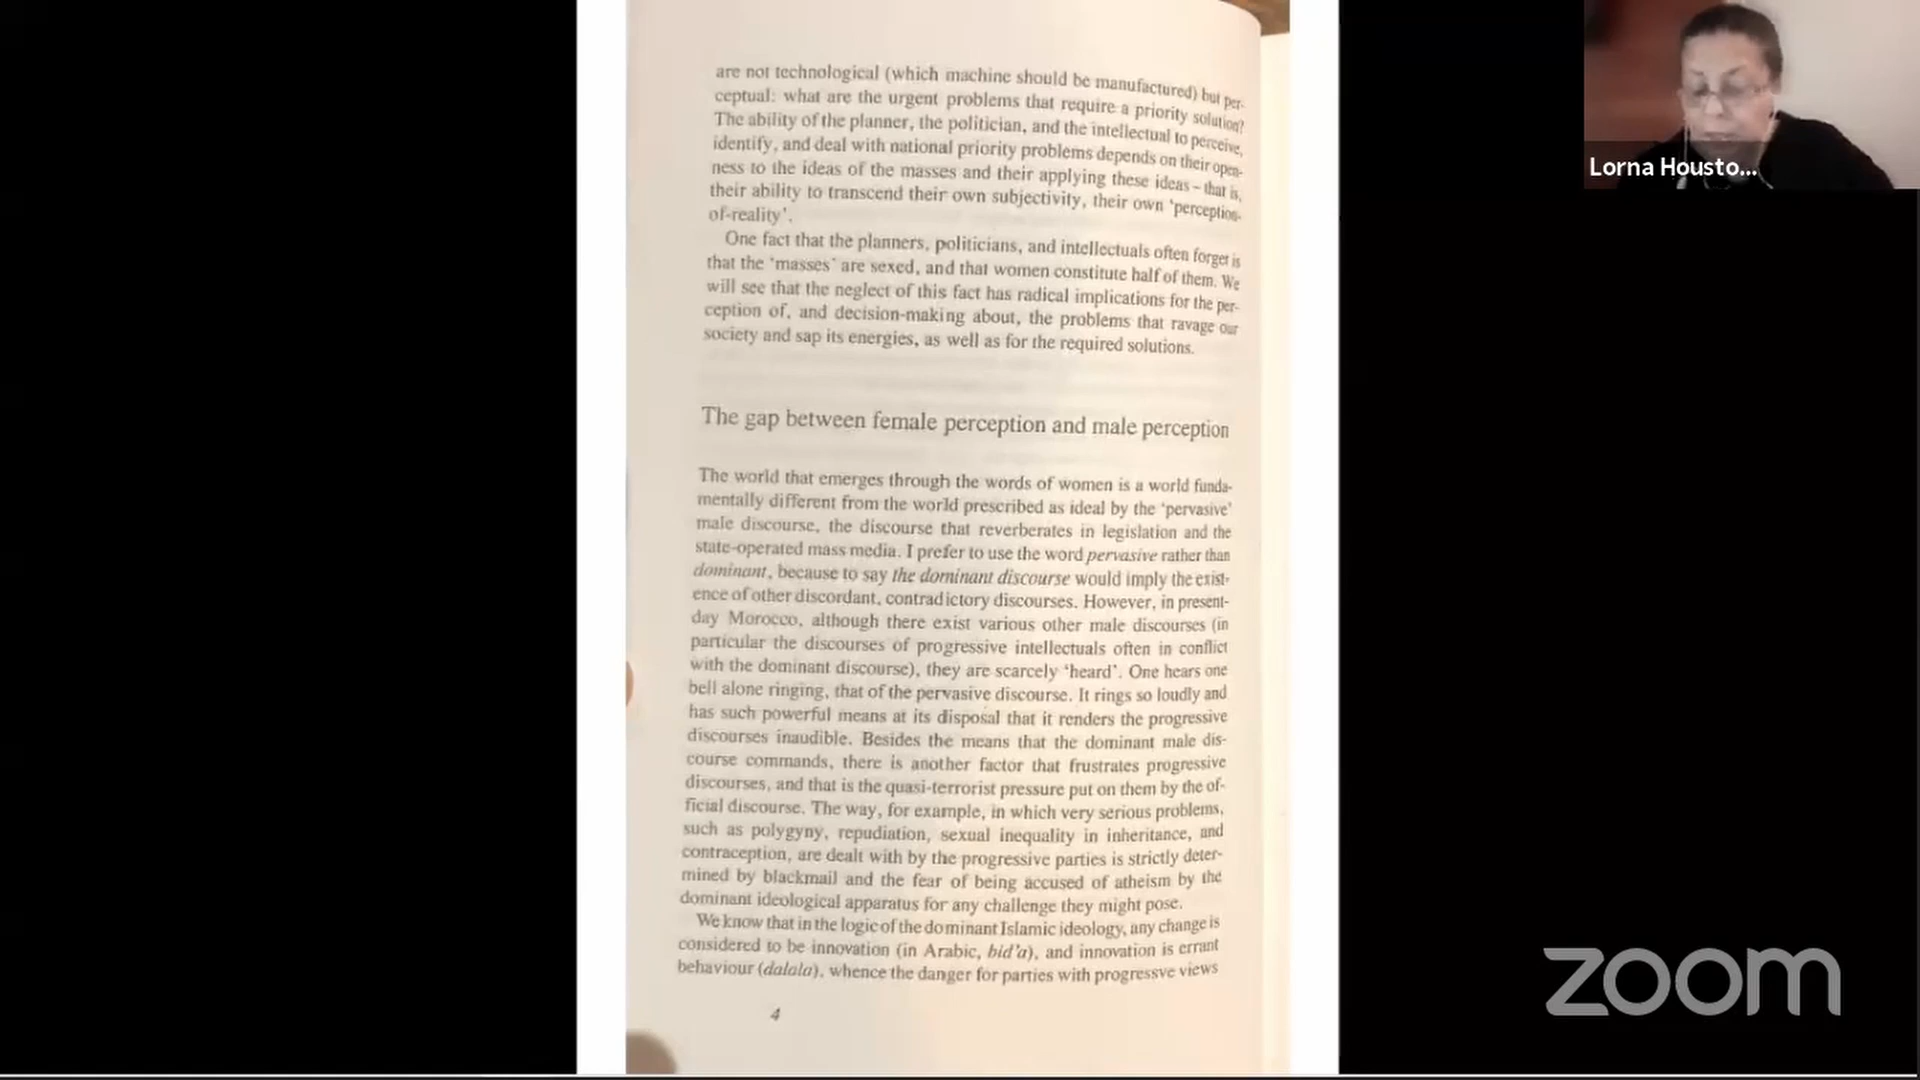 are not technological (which machine should be manufactured) but per-
ceptual: what are the urgent problems that require a priority solution?
The ability of the planner, the politician, and the intellectual to perceive,
identify, and deal with national priority problems depends on their open-
ness to the ideas of the masses and their applying these ideas – that is,
their ability to transcend their own subjectivity, their own 'perception-
of-reality'.
One fact that the planners, politicians, and intellectuals often forget is
that the 'masses' are sexed, and that women constitute half of them. We
will see that the neglect of this fact has radical implications for the per-
ception of, and decision-making about, the problems that ravage our
society and sap its energies, as well as for the required solutions.
The gap between female perception and male perception
The world that emerges through the words of women is a world funda-
mentally different from the world prescribed as ideal by the 'pervasive'
male discourse, the discourse that reverberates in legislation and the
state-operated mass media. I prefer to use the word pervasive rather than
dominant, because to say the dominant discourse would imply the exist-
ence of other discordant, contradictory discourses. However, in present-
day Morocco, although there exist various other male discourses (in
particular the discourses of progressive intellectuals often in conflict
with the dominant discourse), they are scarcely 'heard'. One hears one
bell alone ringing, that of the pervasive discourse. It rings so loudly and
has such powerful means at its disposal that it renders the progressive
discourses inaudible. Besides the means that the dominant male dis-
course commands, there is another factor that frustrates progressive
discourses, and that is the quasi-terrorist pressure put on them by the of-
ficial discourse. The way, for example, in which very serious problems,
such as polygyny, repudiation, sexual inequality in inheritance, and
contraception, are dealt with by the progressive parties is strictly deter-
mined by blackmail and the fear of being accused of atheism by the
dominant ideological apparatus for any challenge they might pose.
We know that in the logic of the dominant Islamic ideology, any change is
considered to be innovation (in Arabic, bid'a), and innovation is errant
behaviour (dalala), whence the danger for parties with progressve views
4
Lorna Housto...
zoom